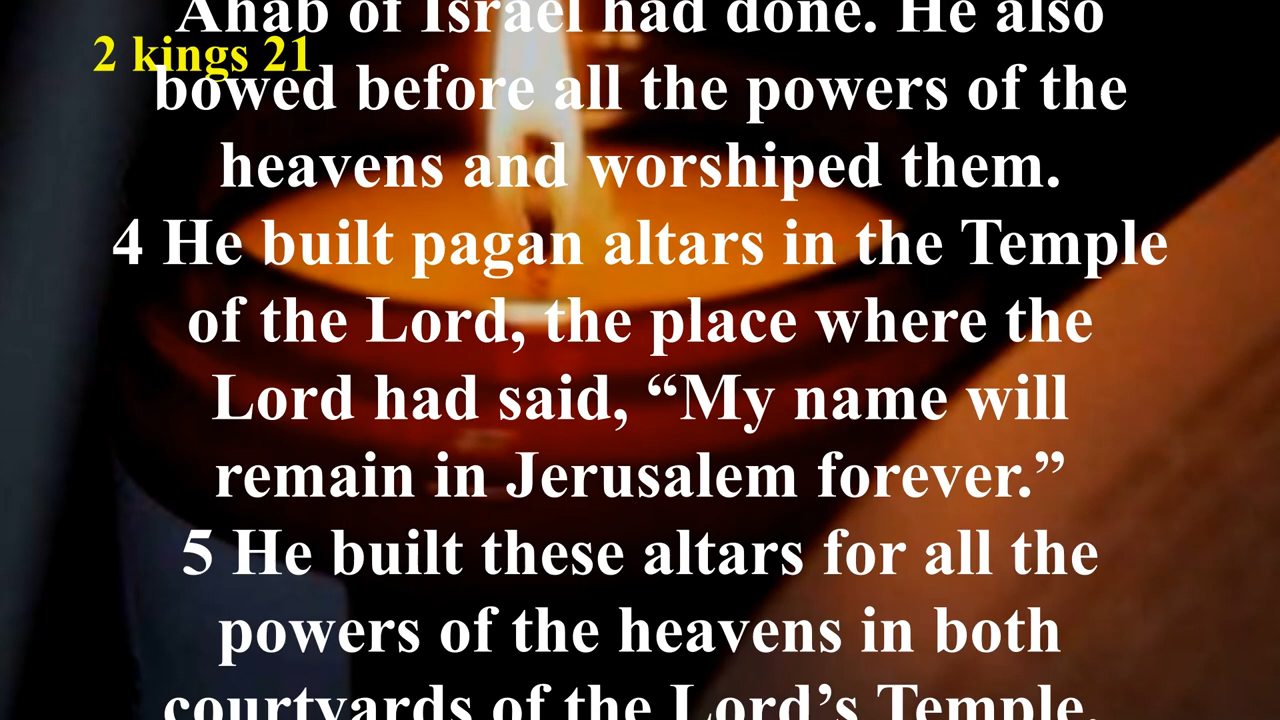 Ahab of Israel had done. He also
2 kings 21
bowed before all the powers of the
heavens and worshiped them.
4 He built pagan altars in the Temple
of the Lord, the place where the
Lord had said, “My name will
remain in Jerusalem forever.”
5 He built these altars for all the
powers of the heavens in both
courtyards of the Lord’s Temple.